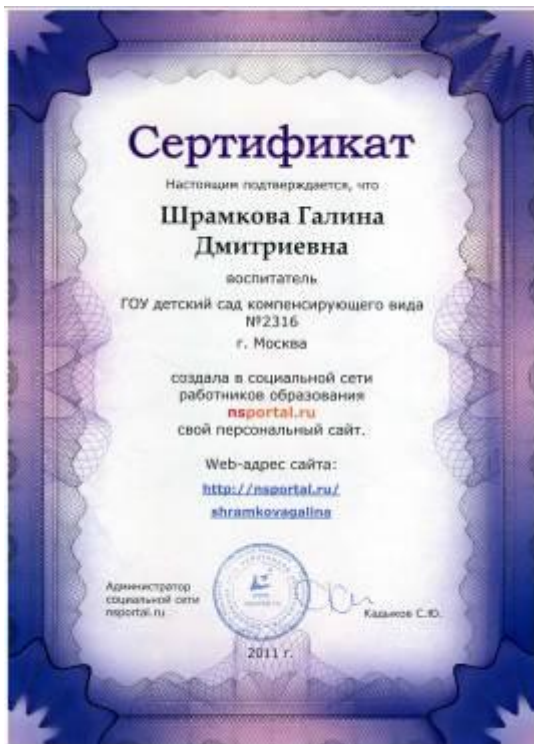 Сертификат
Настоящим подтверждается, что
Шрамкова Галина
Дмитриевна
воспитатель
ГОУ детский сад компенсирующего вида
№2316
г. Москва
создала в социальной сети
работников образования
nsportal.ru
свой персональный сайт.
Web-адрес сайта:
http://nsportal.ru/
shramkovagalina
Администратор
социальной сети
nsportal.ru
Кадыков С.Ю.
2011 г.